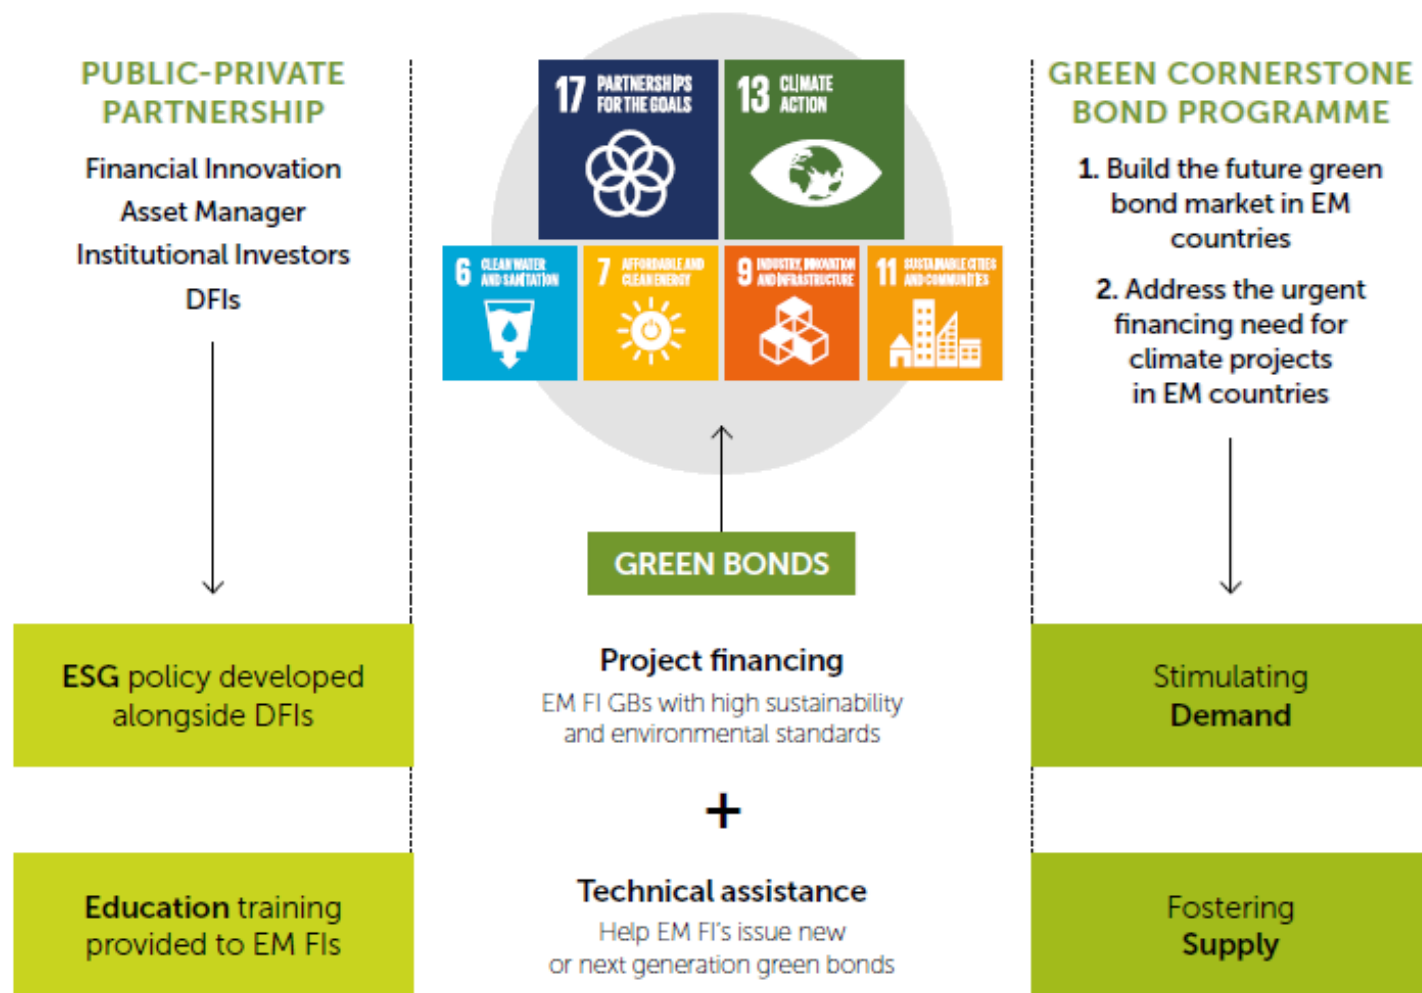 PUBLIC-PRIVATE
PARTNERSHIP
Financial Innovation
Asset Manager
Institutional Investors
DFIs
ESG policy developed
alongside DFIs
Education training
provided to EM FIs
17 PARTNERSHIPS
FOR THE GOALS
13 CLIMATE
ACTION
6 CLEAN WATER
AND SANITATION
7 AFFORDABLE AND
CLEAN ENERGY
9 INDUSTRY, INNOVATION
AND INFRASTRUCTURE
11 SUSTAINABLE CITIES
AND COMMUNITIES
GREEN BONDS
Project financing
EM FI GBs with high sustainability
and environmental standards
+
Technical assistance
Help EM FI's issue new
or next generation green bonds
GREEN CORNERSTONE
BOND PROGRAMME
1. Build the future green
bond market in EM
countries
2. Address the urgent
financing need for
climate projects
in EM countries
Stimulating
Demand
Fostering
Supply